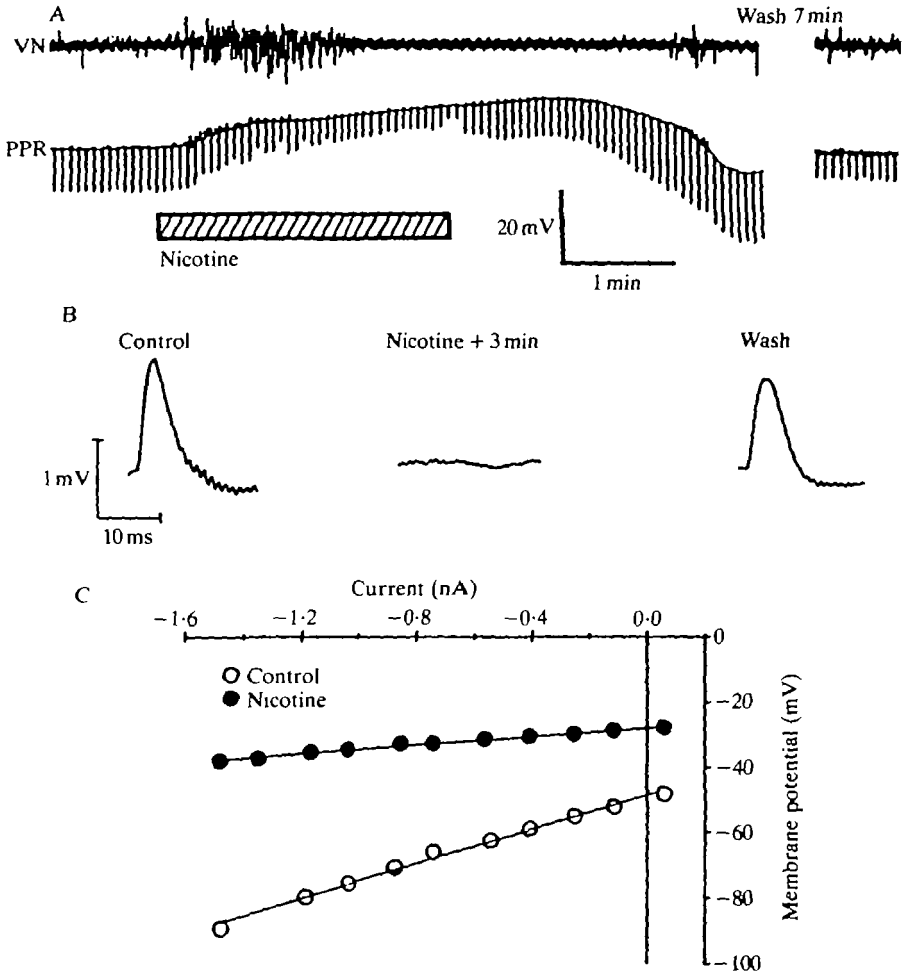 A
Wash 7 min
VN
PPR
20 mV
1 min
Nicotine
B
Control
Nicotine + 3 min
Wash
1 mV
10 ms
C
Current (nA)
−1·6 −1·2 −0·8 −0·4 0·0
0
Control
Nicotine
−20
−40
−60
−80
−100
Membrane potential (mV)